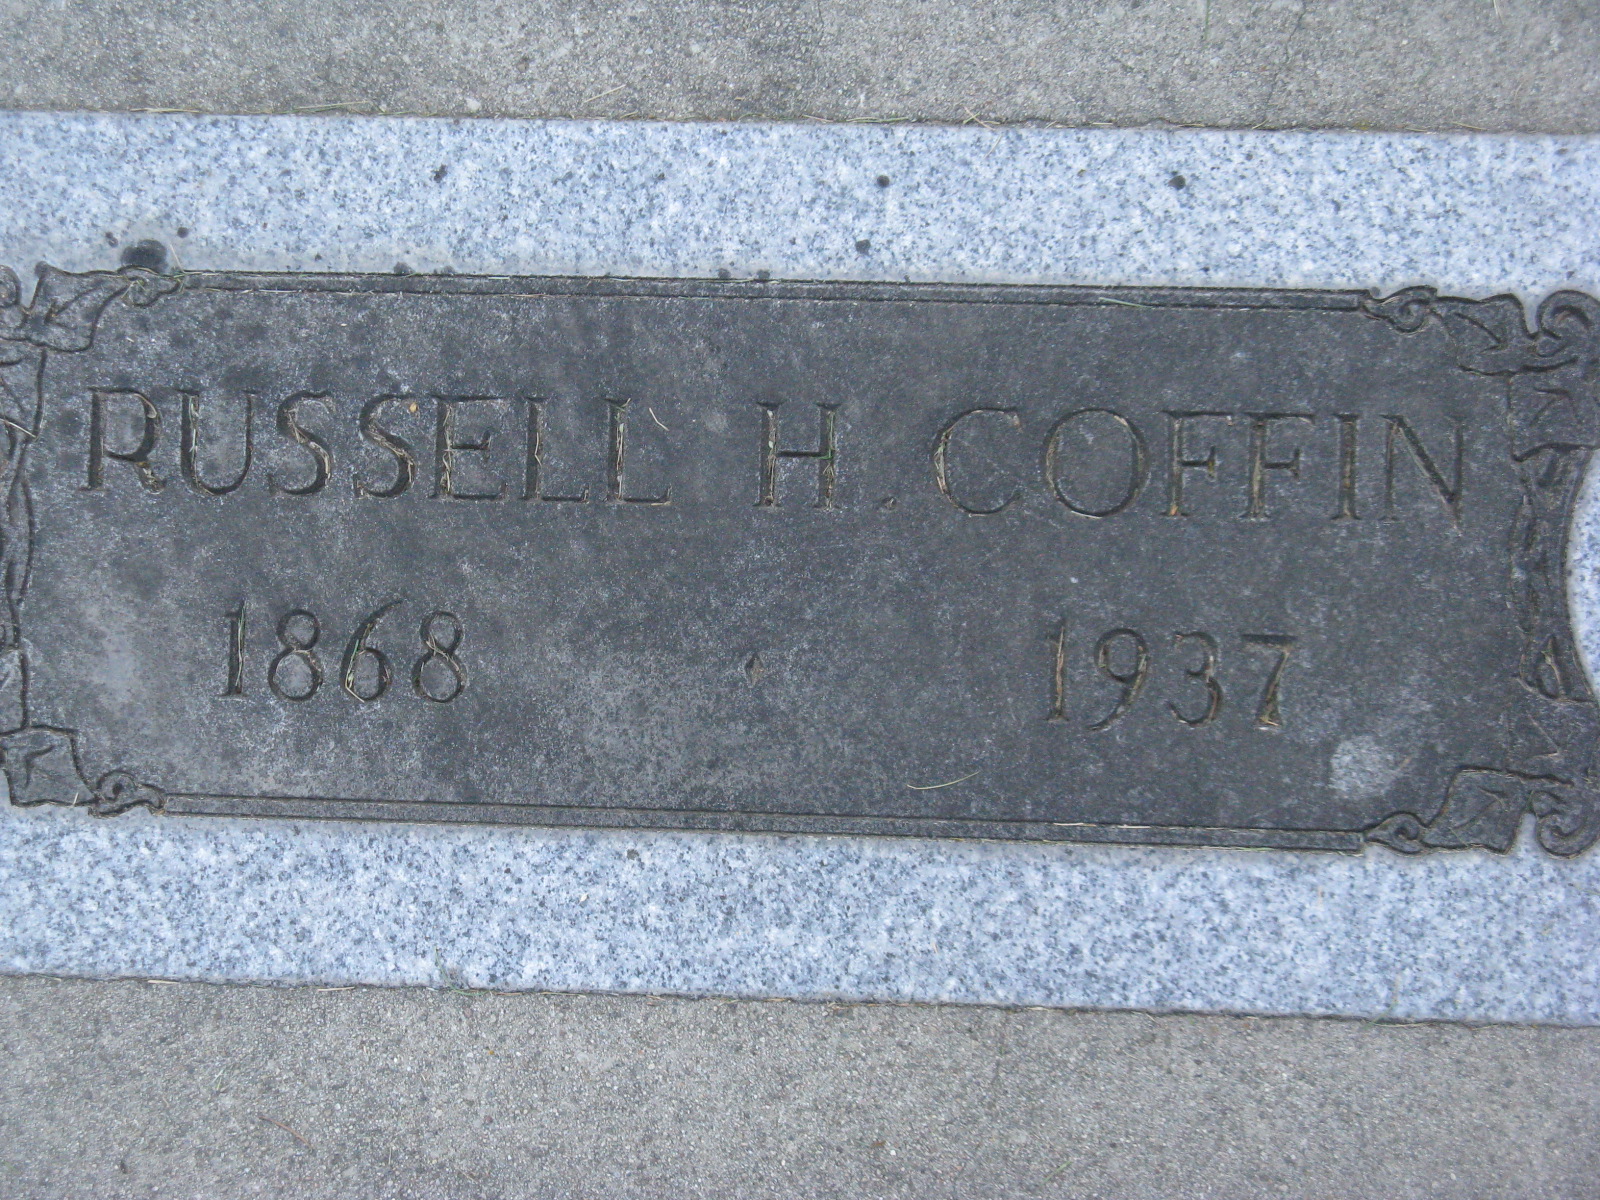 RUSSELL H. COFFIN
1868 · 1937